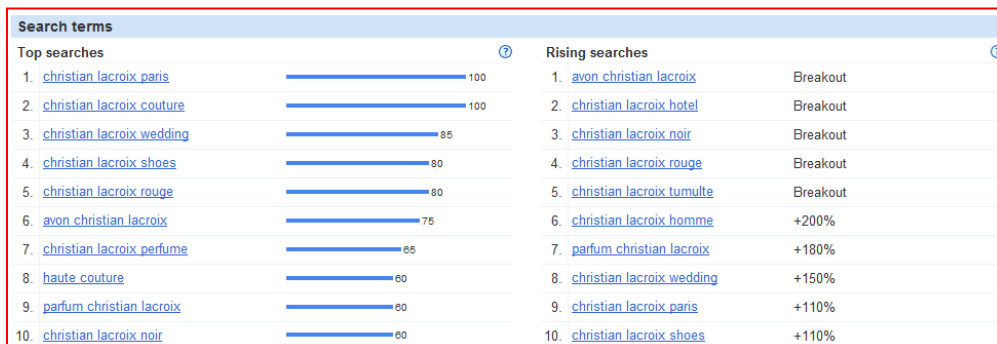 Search terms
Top searches ?
1. christian lacroix paris 100
2. christian lacroix couture 100
3. christian lacroix wedding 85
4. christian lacroix shoes 80
5. christian lacroix rouge 80
6. avon christian lacroix 75
7. christian lacroix perfume 65
8. haute couture 60
9. parfum christian lacroix 60
10. christian lacroix noir 60
Rising searches ?
1. avon christian lacroix Breakout
2. christian lacroix hotel Breakout
3. christian lacroix noir Breakout
4. christian lacroix rouge Breakout
5. christian lacroix tumulte Breakout
6. christian lacroix homme +200%
7. parfum christian lacroix +180%
8. christian lacroix wedding +150%
9. christian lacroix paris +110%
10. christian lacroix shoes +110%